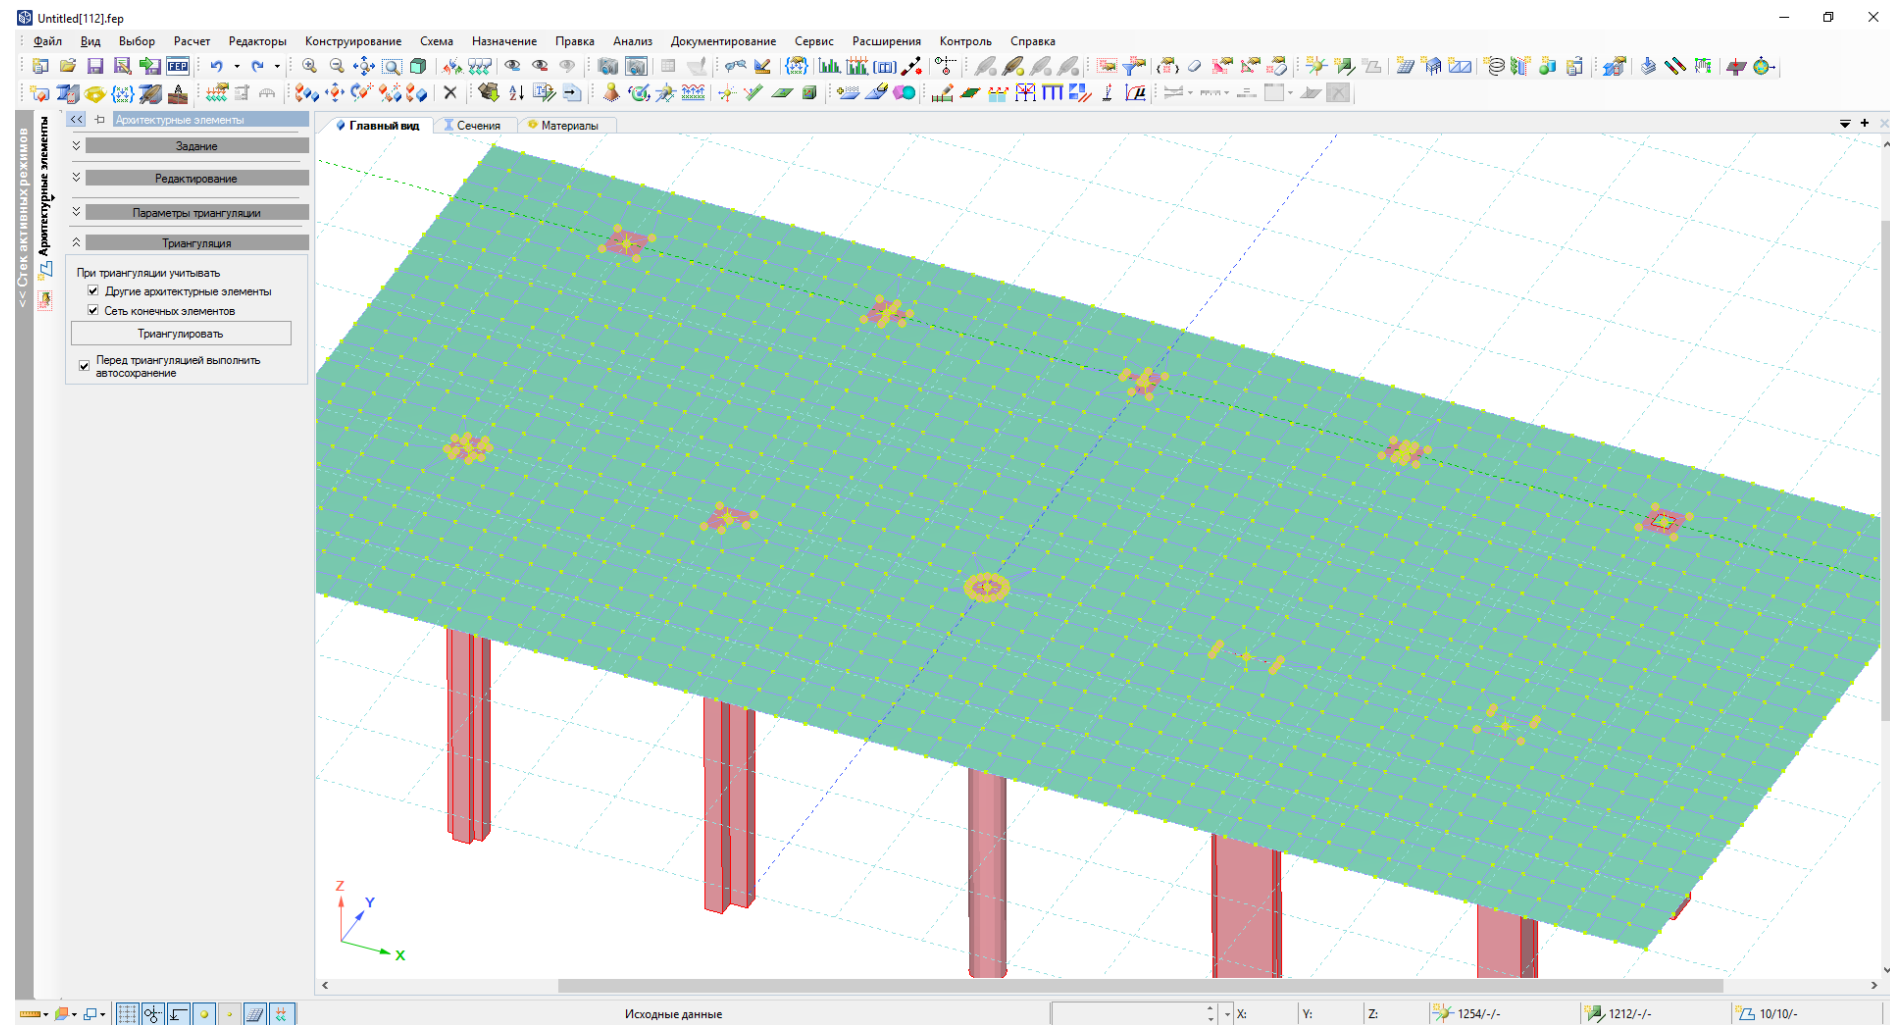 Untitled[112].fep
Файл Вид Выбор Расчет Редакторы Конструирование Схема Назначение Правка Анализ Документирование Сервис Расширения Контроль Справка
FEP
<< Стек активных режимов
Архитектурные элементы
<< Архитектурные элементы
Задание
Редактирование
Параметры триангуляции
Триангуляция
При триангуляции учитывать
Другие архитектурные элементы
Сеть конечных элементов
Триангулировать
Перед триангуляцией выполнить
автосохранение
Главный вид Сечения Материалы
Z
Y
X
Исходные данные X: Y: Z: 1254/-/- 1212/-/- 10/10/-